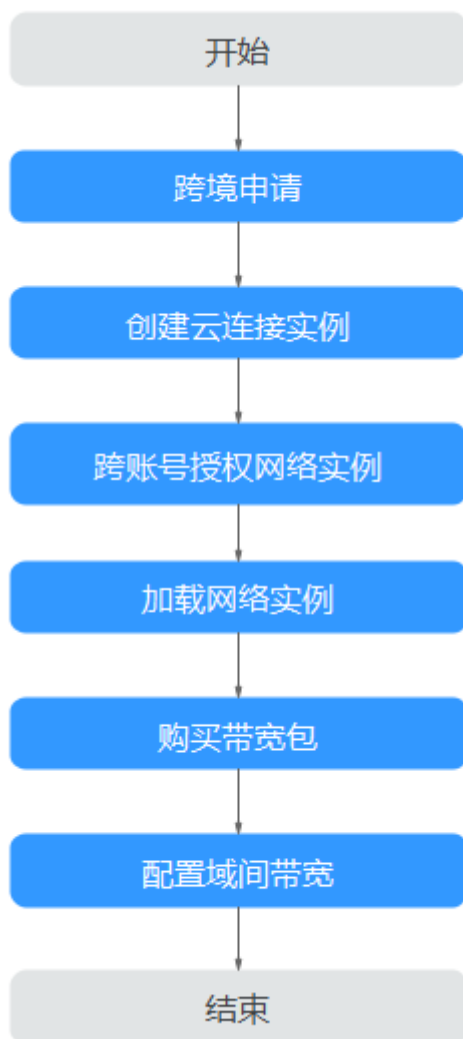 开始
跨境申请
创建云连接实例
跨账号授权网络实例
加载网络实例
购买带宽包
配置域间带宽
结束